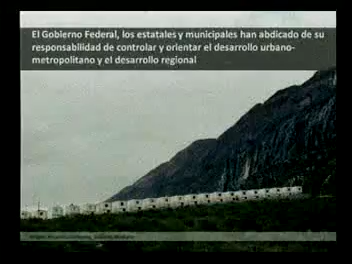 El Gobierno Federal, los estatales y municipales han abdicado de su
responsabilidad de controlar y orientar el desarrollo urbano-
metropolitano y el desarrollo regional